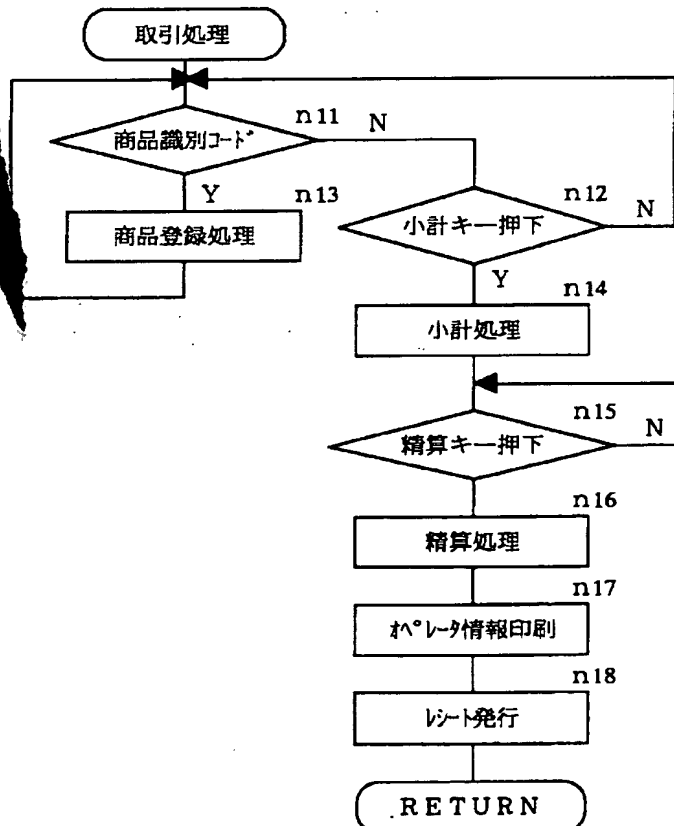 取引処理
n11
商品識別コード
N
Y
n13
商品登録処理
n12
小計キー押下
N
Y
n14
小計処理
n15
精算キー押下
N
n16
精算処理
n17
オペレータ情報印刷
n18
レシート発行
RETURN